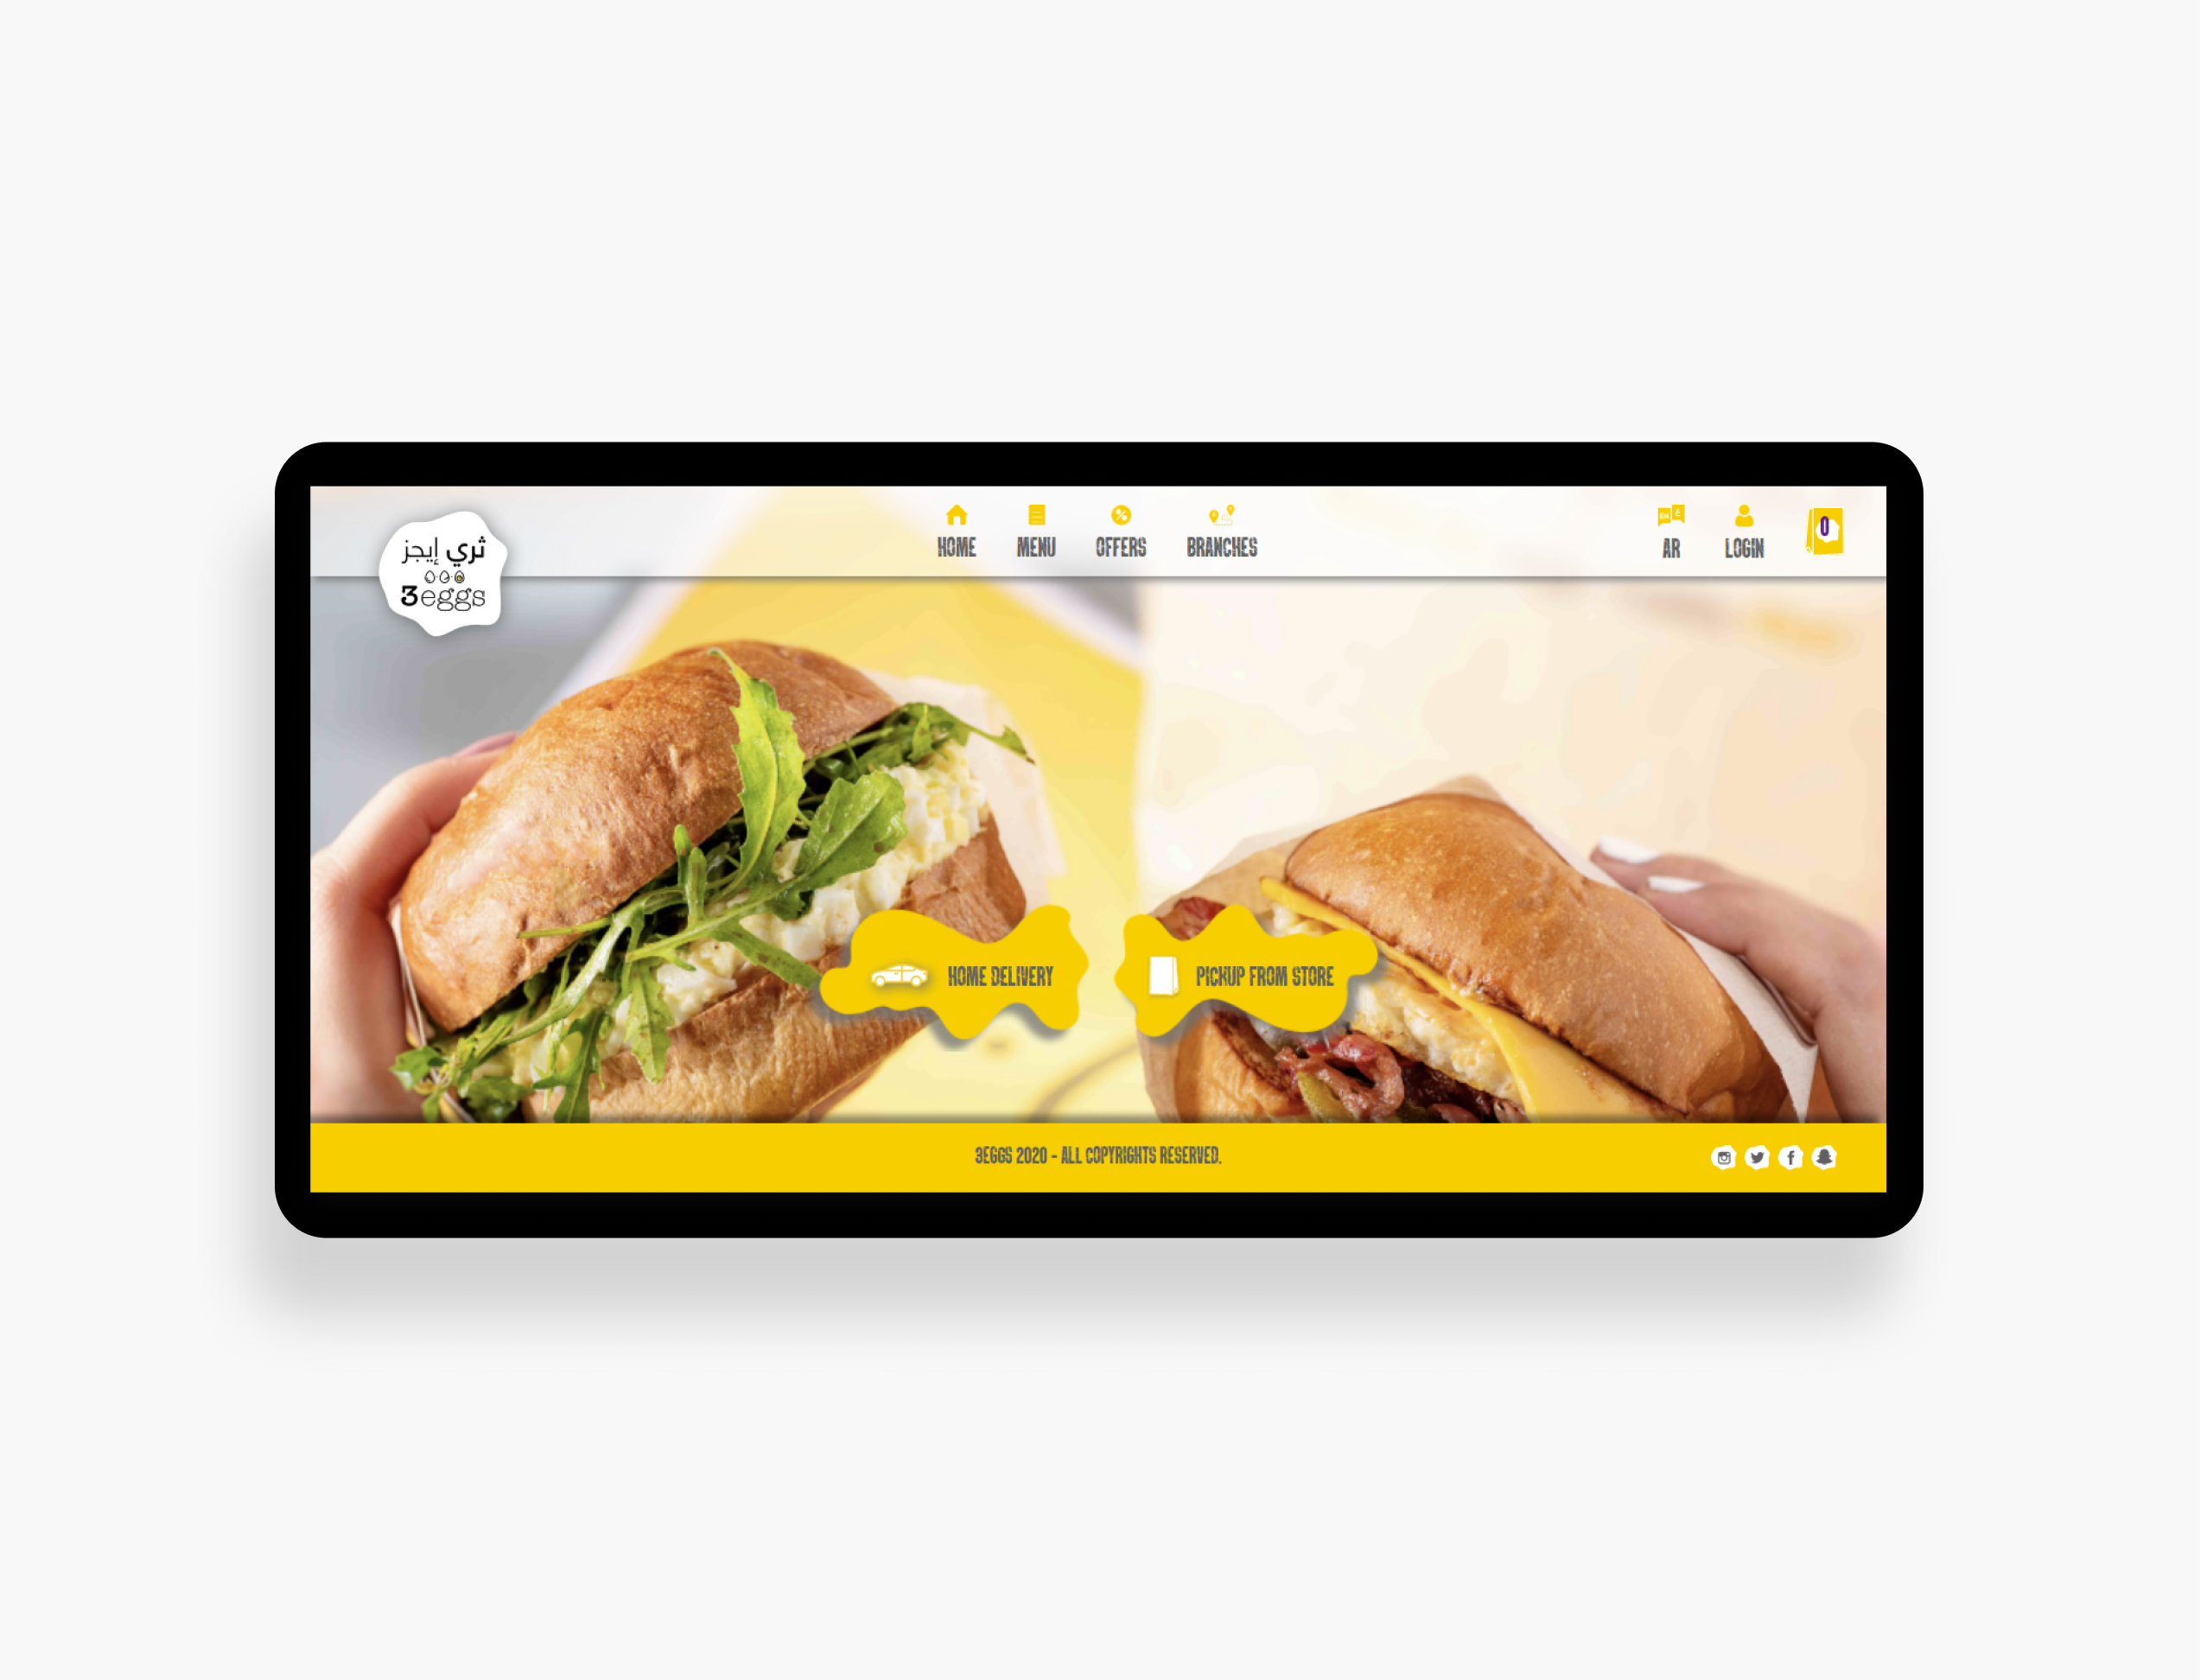 ثري إيجز
3eggs
HOME
MENU
OFFERS
BRANCHES
EN ع
AR
LOGIN
0
HOME DELIVERY
PICKUP FROM STORE
3EGGS 2020 - ALL COPYRIGHTS RESERVED.